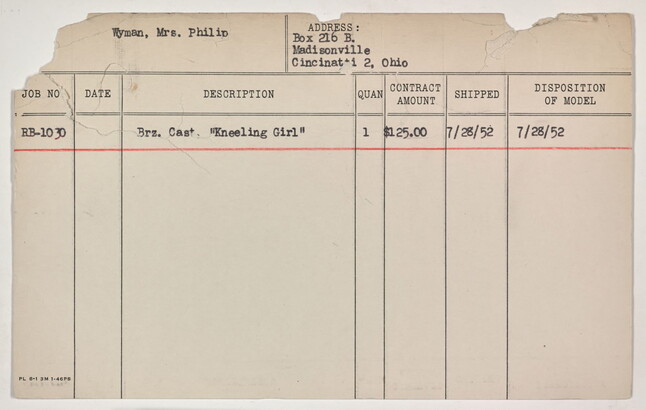 Wyman, Mrs. Philip
ADDRESS:
Box 216 B.
Madisonville
Cincinatti 2, Ohio
JOB NO DATE DESCRIPTION QUAN CONTRACT AMOUNT SHIPPED DISPOSITION OF MODEL
RB-1030 Brz. Cast. "Kneeling Girl" 1 $125.00 7/28/52 7/28/52